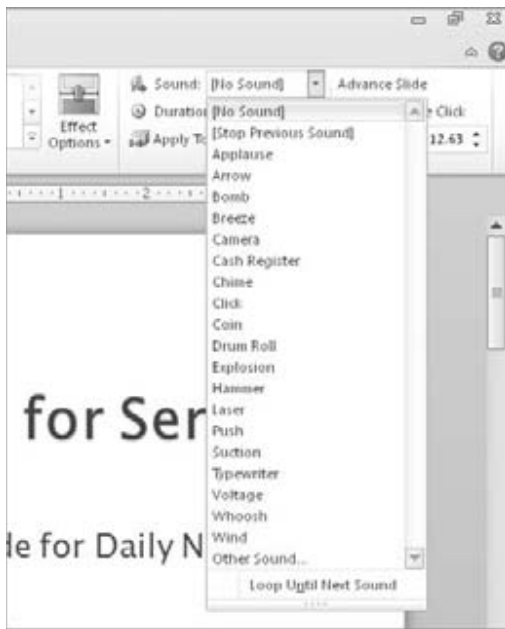 Sound: [No Sound] Advance Slide
Duration [No Sound] Click
Effect
Options
Apply To [Stop Previous Sound] 12.63
Applause
Arrow
1 2
Bomb
Breeze
Camera
Cash Register
Chime
Click
Coin
Drum Roll
Explosion
Hammer
for Ser
Laser
Push
Suction
Typewriter
Voltage
Whoosh
Wind
de for Daily N
Other Sound...
Loop Until Next Sound